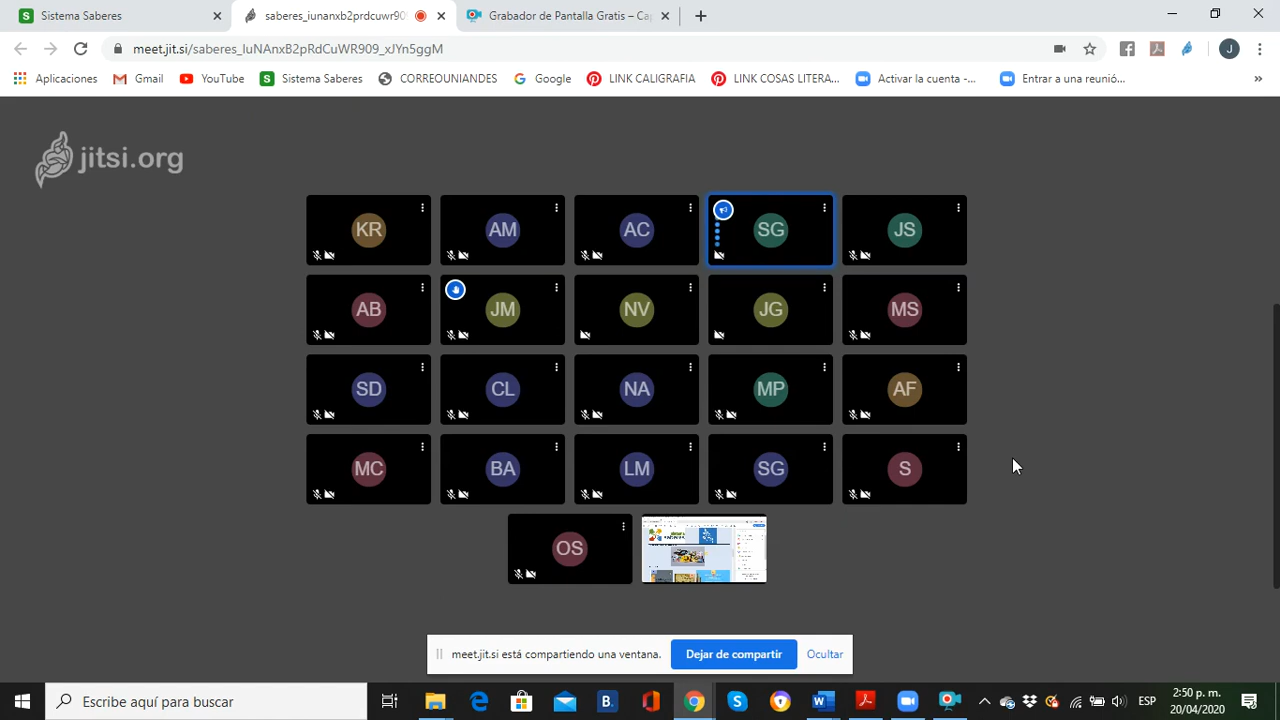 Sistema Saberes
saberes_iunanxb2prdcuwr909
Grabador de Pantalla Gratis – Cap
meet.jit.si/saberes_IuNAnxB2pRdCuWR909_xJYn5ggM
J
Aplicaciones
Gmail
YouTube
Sistema Saberes
CORREOUNIANDES
Google
LINK CALIGRAFIA
LINK COSAS LITERA...
Activar la cuenta -...
Entrar a una reunió...
»
jitsi.org
KR
AM
AC
SG
JS
AB
JM
NV
JG
MS
SD
CL
NA
MP
AF
MC
BA
LM
SG
S
OS
meet.jit.si está compartiendo una ventana.
Dejar de compartir
Ocultar
Escribe aquí para buscar
ESP
2:50 p. m.
20/04/2020